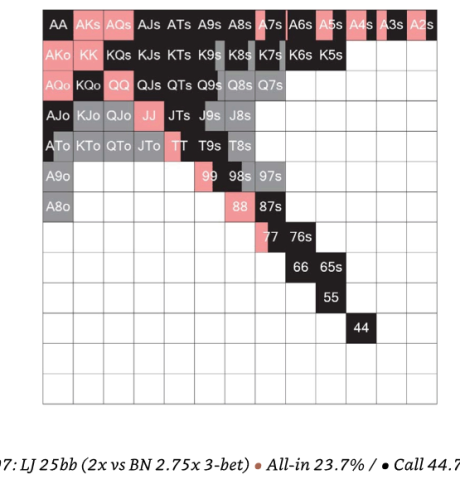 AA AKs AQs AJs ATs A9s A8s A7s A6s A5s A4s A3s A2s
AKo KK KQs KJs KTs K9s K8s K7s K6s K5s
AQo KQo QQ QJs QTs Q9s Q8s Q7s
AJo KJo QJo JJ JTs J9s J8s
ATo KTo QTo JTo TT T9s T8s
A9o 99 98s 97s
A8o 88 87s
77 76s
66 65s
55
44
7: LJ 25bb (2x vs BN 2.75x 3-bet) • All-in 23.7% / • Call 44.7